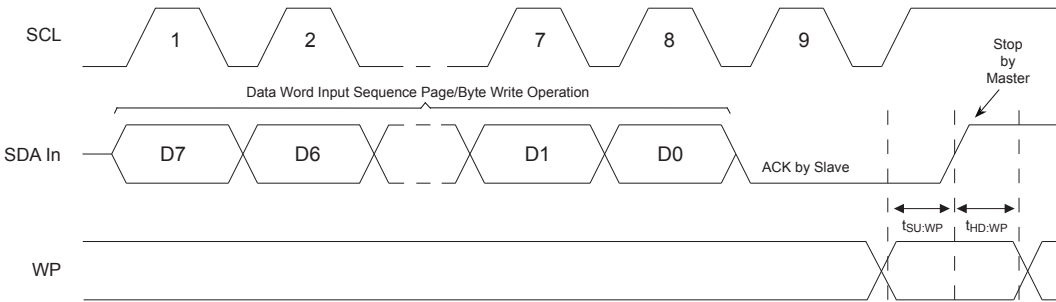 SCL
1 2 7 8 9
Stop
by
Master
Data Word Input Sequence Page/Byte Write Operation
SDA In
D7 D6 D1 D0
ACK by Slave
tSU:WP tHD:WP
WP